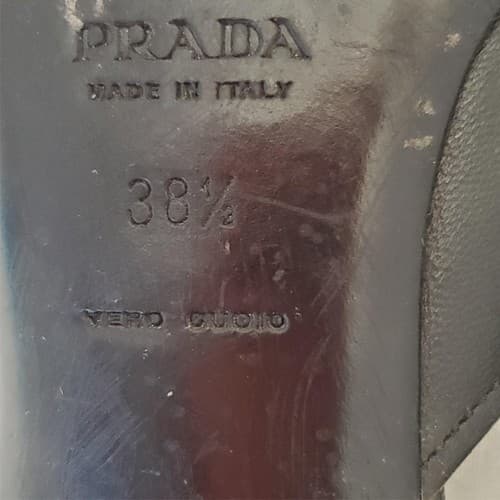 PRADA
MADE IN ITALY
38½
VERO CUOIO